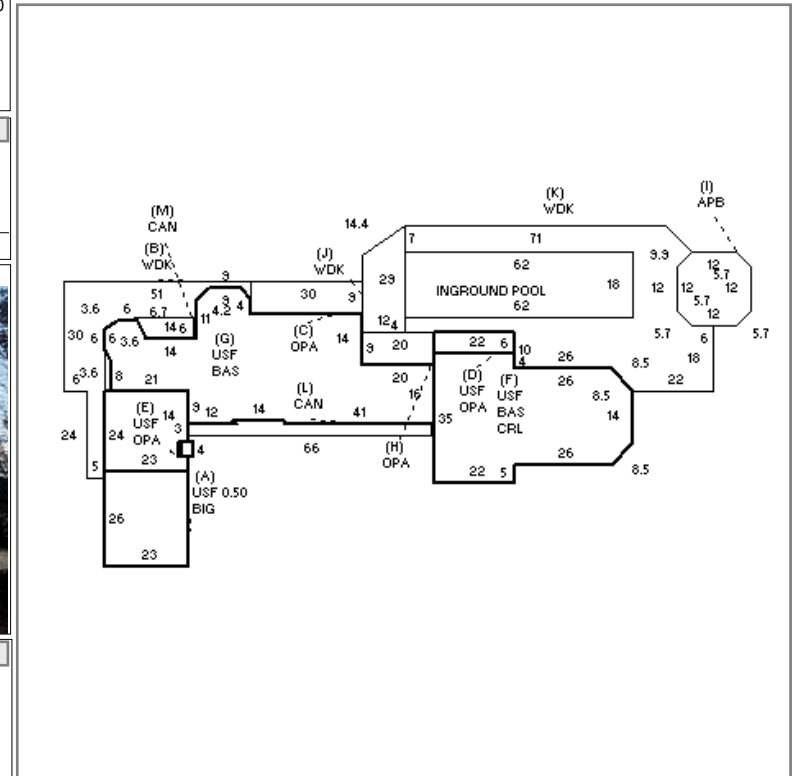 (I)
APB
(K)
WDK
(M)
CAN
14.4
(B)
WDK
7
71
(J)
WDK
9.9
12
5.7
9
62
29
18
12
12
12
51
30
9
INGROUND POOL
5.7
3.6
6
6.7
9
4.2
4
62
12
14 6
11
12 4
(G)
USF
BAS
(C)
OPA
14
5.7
6
5.7
30
6
6
3.6
14
9
20
22
6
10
4
26
8.5
18
3.6
6
8
21
20
(D)
USF
OPA
(F)
USF
BAS
CRL
26
22
16
8.5
(L)
CAN
(E)
USF
OPA
14
9
12
14
41
35
14
24
24
3
4
66
(H)
OPA
23
26
5
22
5
8.5
(A)
USF 0.50
BIG
26
23